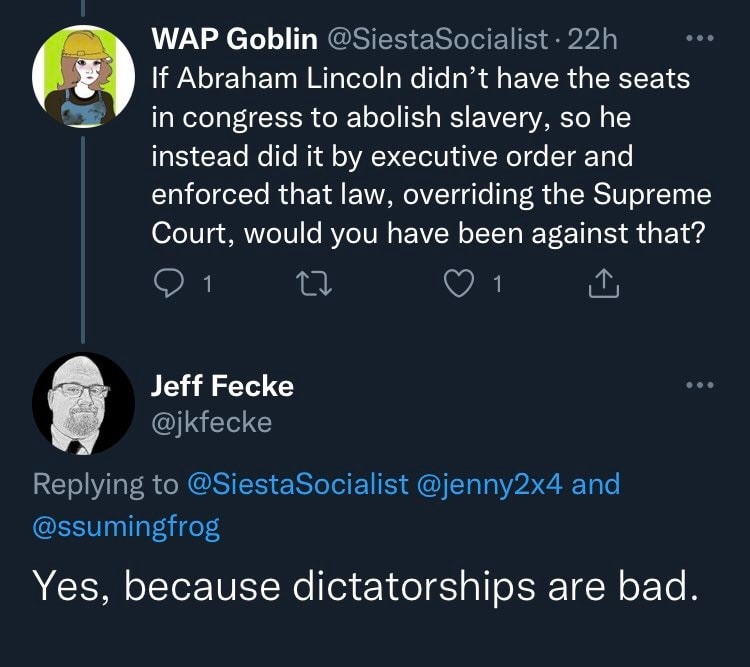 WAP Goblin @SiestaSocialist · 22h
If Abraham Lincoln didn’t have the seats
in congress to abolish slavery, so he
instead did it by executive order and
enforced that law, overriding the Supreme
Court, would you have been against that?
1 1
Jeff Fecke
@jkfecke
Replying to @SiestaSocialist @jenny2x4 and
@ssumingfrog
Yes, because dictatorships are bad.